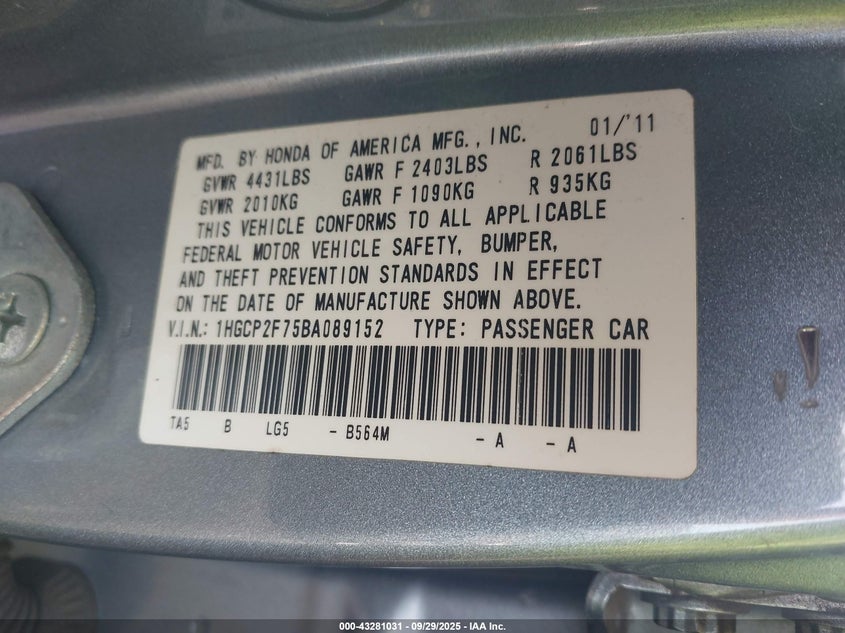 MFD. BY HONDA OF AMERICA MFG., INC. 01/'11
GVWR 4431LBS GAWR F 2403LBS R 2061LBS
GVWR 2010KG GAWR F 1090KG R 935KG
THIS VEHICLE CONFORMS TO ALL APPLICABLE
FEDERAL MOTOR VEHICLE SAFETY, BUMPER,
AND THEFT PREVENTION STANDARDS IN EFFECT
ON THE DATE OF MANUFACTURE SHOWN ABOVE.
V.I.N.: 1HGCP2F75BA089152 TYPE: PASSENGER CAR
TA5 B LG5 - B564M - A - A
000-43281031 - 09/29/2025 - IAA Inc.